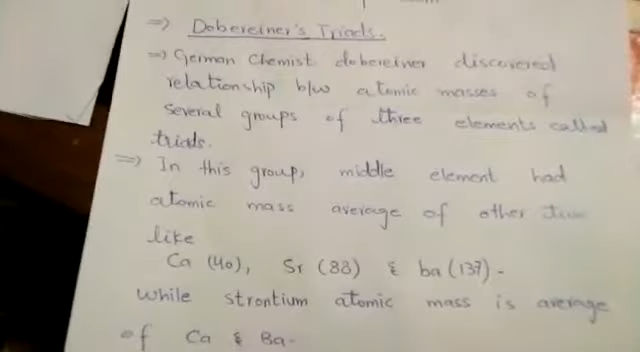 => Dobereiner's Triads.
=> German Chemist dobereiner discovered
relationship b/w atomic masses of
several groups of three elements called
triads.
=> In this group, middle element had
atomic mass average of other two
like
Ca (40), Sr (88) & ba (137) -
while strontium atomic mass is average
of Ca & Ba-